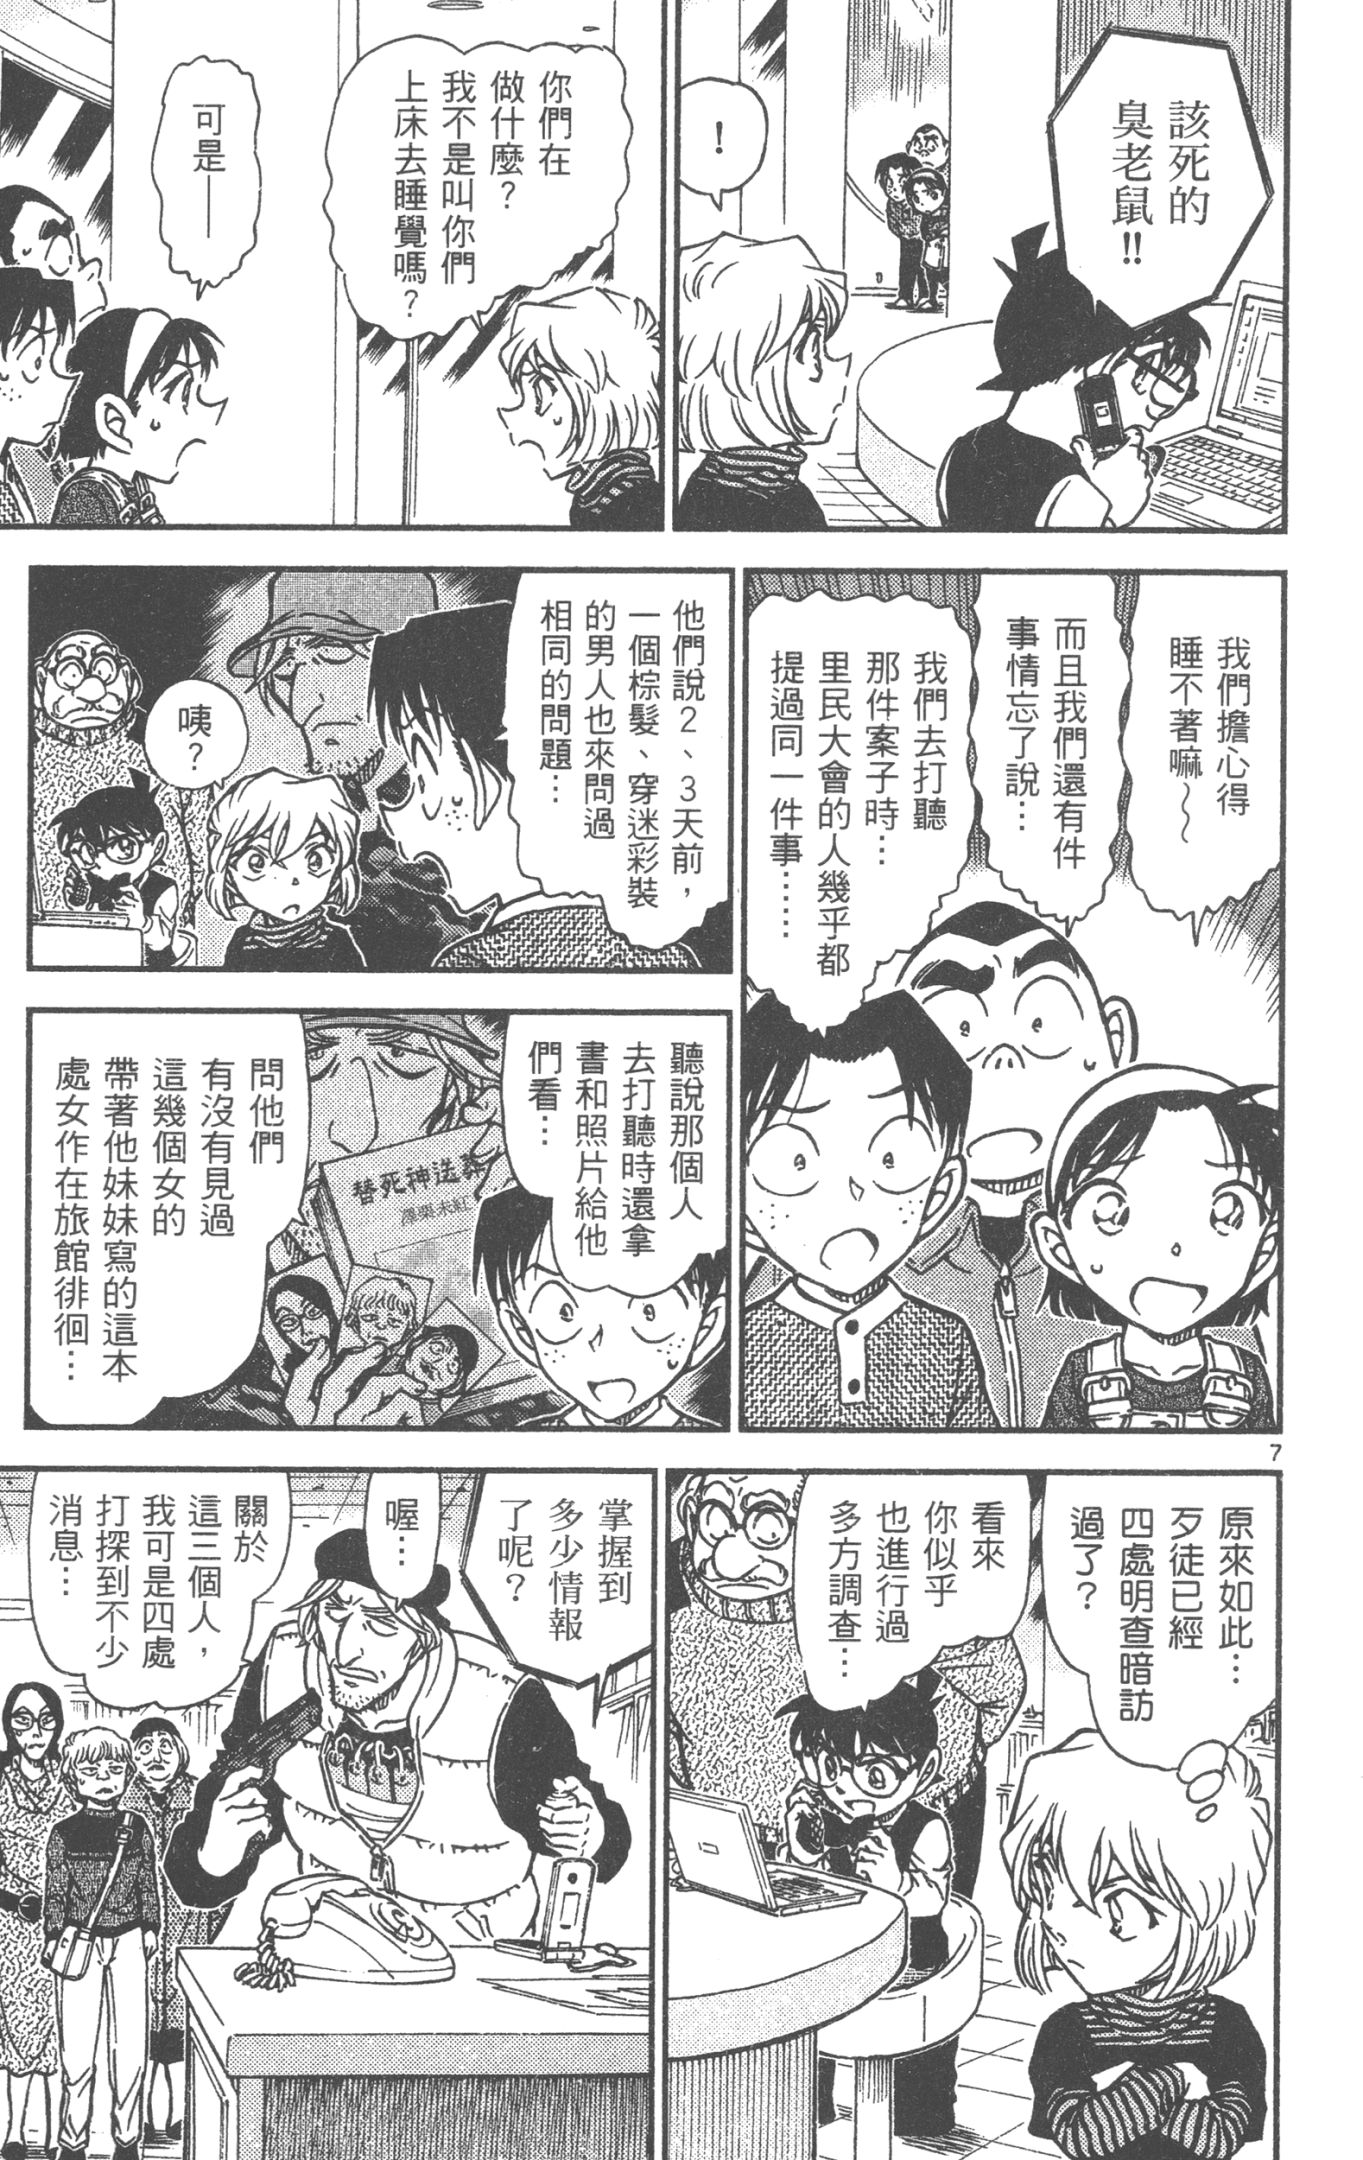 該死的
臭老鼠!!
！
你們在
做什麼？
我不是叫你們
上床去睡覺嗎？
可是——
我們擔心得
睡不著嘛～～
而且我們還有件
事情忘了說…
我們去打聽
那件案子時…
里民大會的人幾乎都
提過同一件事……
他們說2、3天前，
一個棕髮、穿迷彩裝
的男人也來問過
相同的問題…
咦？
聽說那個人
去打聽時還拿
書和照片給他
們看…
替死神送葬
澤栗未紅
問他們
有沒有見過
這幾個女的
帶著他妹妹寫的這本
處女作在旅館徘徊…
7
原來如此…
歹徒已經
四處明查暗訪
過了？
看來
你似乎
也進行過
多方調查…
掌握到
多少情報
了呢？
喔…
關於
這三個人，
我可是四處
打探到不少
消息…